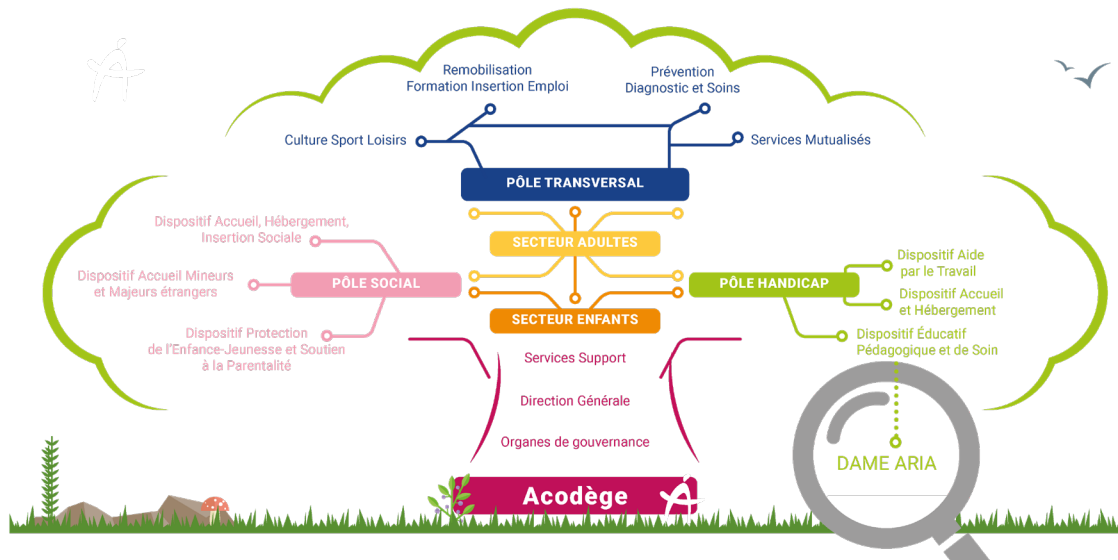 Remobilisation
Formation Insertion Emploi
Prévention
Diagnostic et Soins
Culture Sport Loisirs
Services Mutualisés
PÔLE TRANSVERSAL
Dispositif Accueil, Hébergement,
Insertion Sociale
SECTEUR ADULTES
Dispositif Aide
par le Travail
Dispositif Accueil Mineurs
et Majeurs étrangers
PÔLE SOCIAL
PÔLE HANDICAP
Dispositif Accueil
et Hébergement
SECTEUR ENFANTS
Dispositif Protection
de l'Enfance-Jeunesse et Soutien
à la Parentalité
Dispositif Éducatif
Pédagogique et de Soin
Services Support
Direction Générale
Organes de gouvernance
DAME ARIA
Acodège